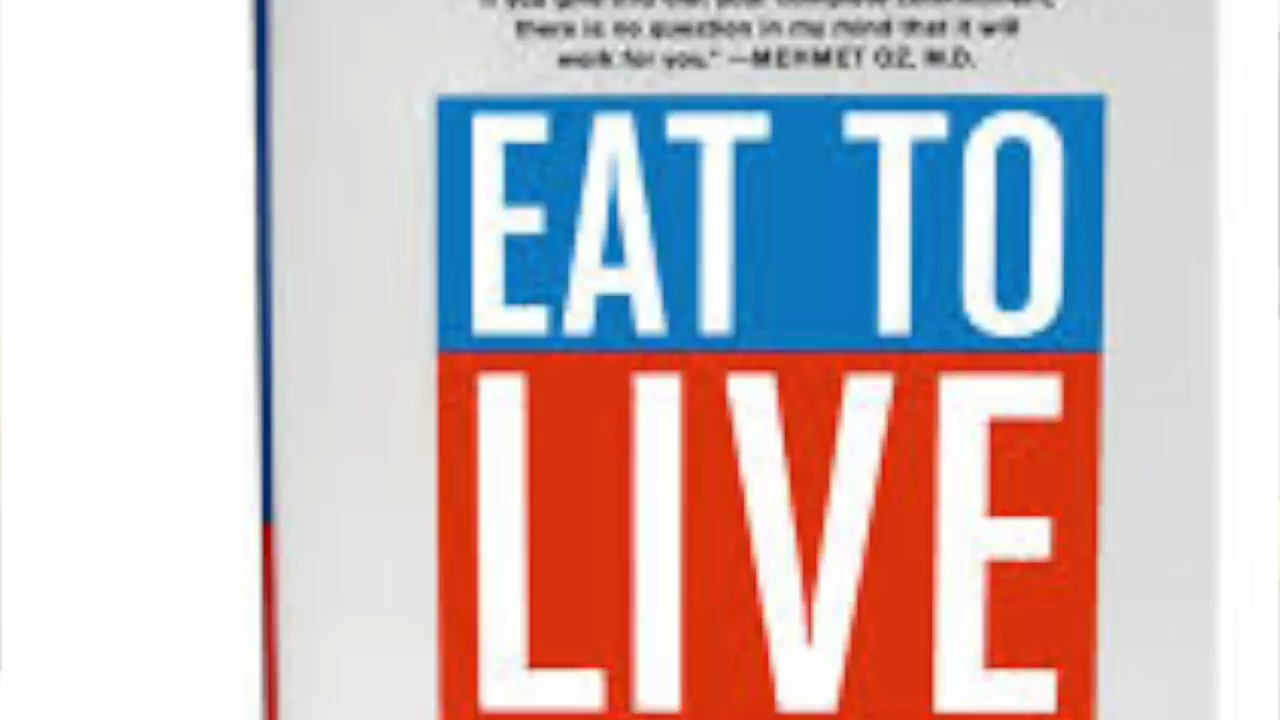 there is no question in my mind that it will
work for you." —MEHMET OZ, M.D.
EAT TO
LIVE